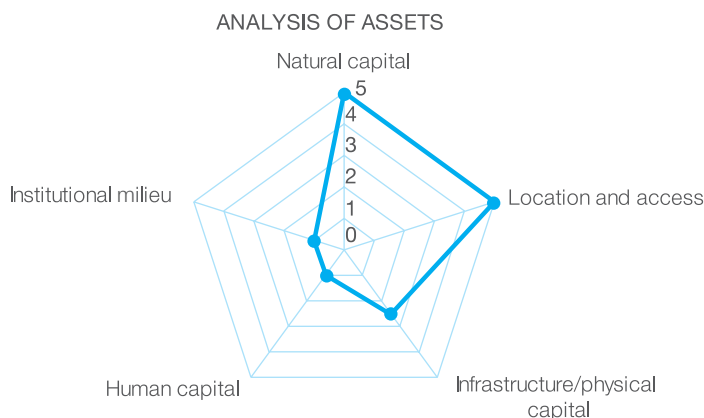 ANALYSIS OF ASSETS
Natural capital
5
4
3
2
1
0
Institutional milieu
Location and access
Human capital
Infrastructure/physical
capital